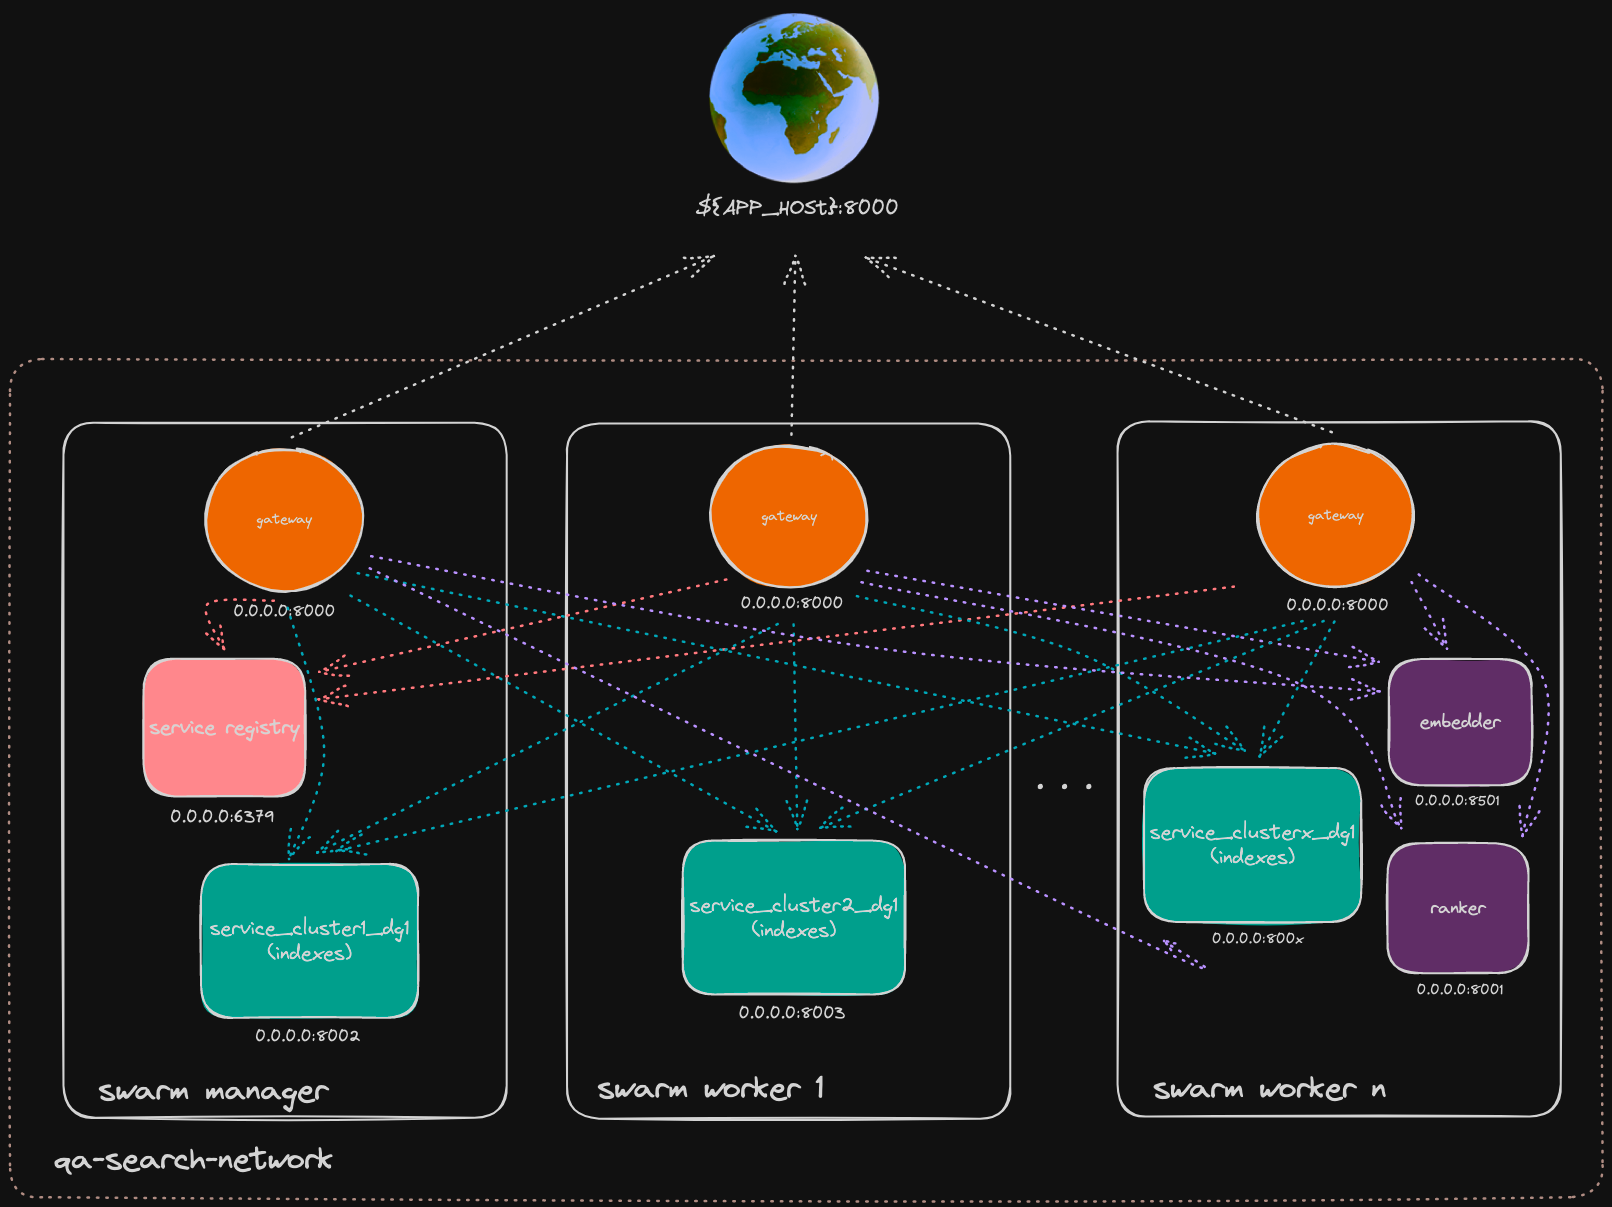 ${APP_HOST}:8000
gateway
0.0.0.0:8000
service registry
0.0.0.0:6379
service_cluster1_dg1
(indexes)
0.0.0.0:8002
swarm manager
gateway
0.0.0.0:8000
service_cluster2_dg1
(indexes)
0.0.0.0:8003
swarm worker 1
. . .
gateway
0.0.0.0:8000
embedder
0.0.0.0:8501
service_clusterx_dg1
(indexes)
0.0.0.0:800x
ranker
0.0.0.0:8001
swarm worker n
qa-search-network